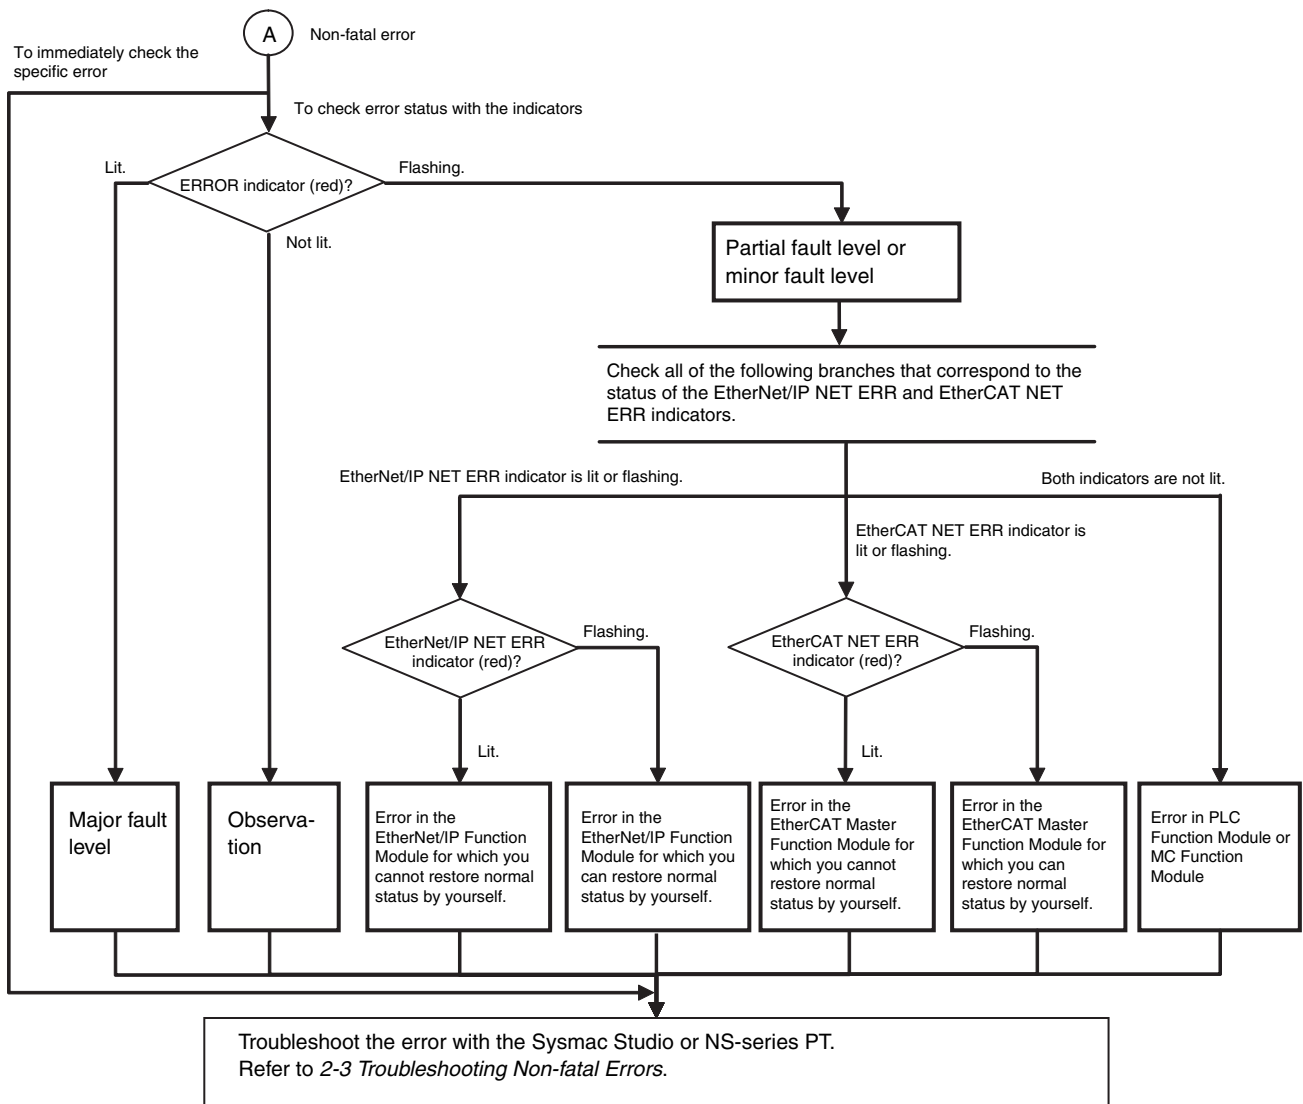 A
Non-fatal error
To immediately check the
specific error
To check error status with the indicators
Lit.
ERROR indicator (red)?
Flashing.
Not lit.
Partial fault level or
minor fault level
Check all of the following branches that correspond to the
status of the EtherNet/IP NET ERR and EtherCAT NET
ERR indicators.
EtherNet/IP NET ERR indicator is lit or flashing.
Both indicators are not lit.
EtherCAT NET ERR indicator is
lit or flashing.
EtherNet/IP NET ERR
indicator (red)?
Flashing.
EtherCAT NET ERR
indicator (red)?
Flashing.
Lit.
Lit.
Major fault
level
Observa-
tion
Error in the
EtherNet/IP Function
Module for which you
cannot restore normal
status by yourself.
Error in the
EtherNet/IP Function
Module for which you
can restore normal
status by yourself.
Error in the
EtherCAT Master
Function Module for
which you cannot
restore normal
status by yourself.
Error in the
EtherCAT Master
Function Module for
which you can
restore normal
status by yourself.
Error in PLC
Function Module or
MC Function
Module
Troubleshoot the error with the Sysmac Studio or NS-series PT.
Refer to 2-3 Troubleshooting Non-fatal Errors.